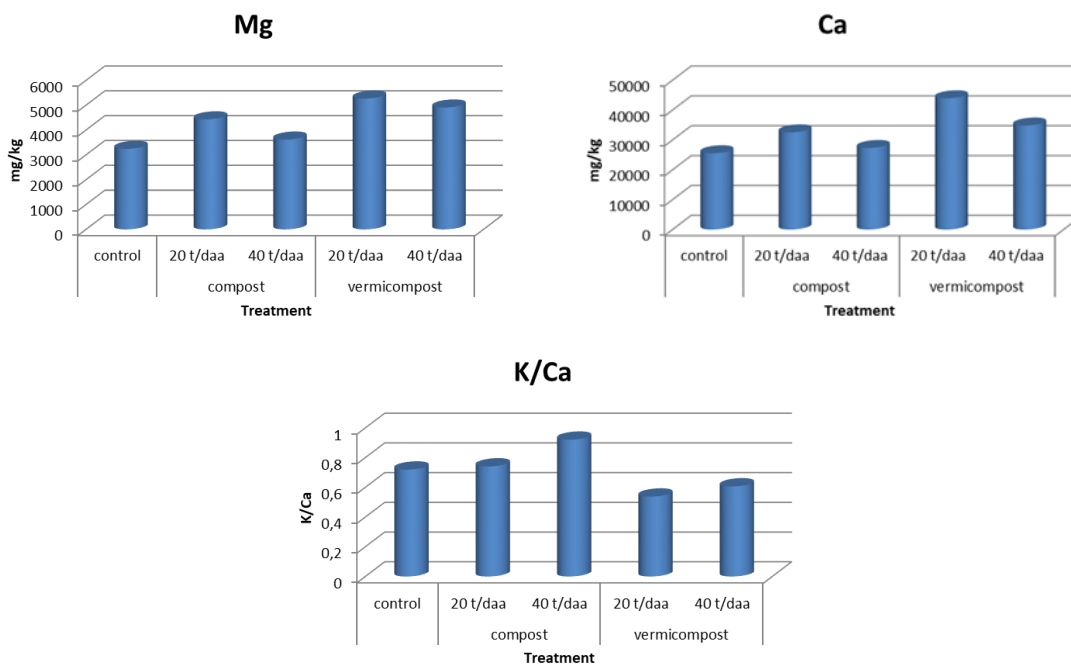 Mg
mg/kg
6000
5000
4000
3000
2000
1000
0
control
20 t/daa
40 t/daa
20 t/daa
40 t/daa
compost
vermicompost
Treatment
Ca
mg/kg
50000
40000
30000
20000
10000
0
control
20 t/daa
40 t/daa
20 t/daa
40 t/daa
compost
vermicompost
Treatment
K/Ca
K/Ca
1
0,8
0,6
0,4
0,2
0
control
20 t/daa
40 t/daa
20 t/daa
40 t/daa
compost
vermicompost
Treatment